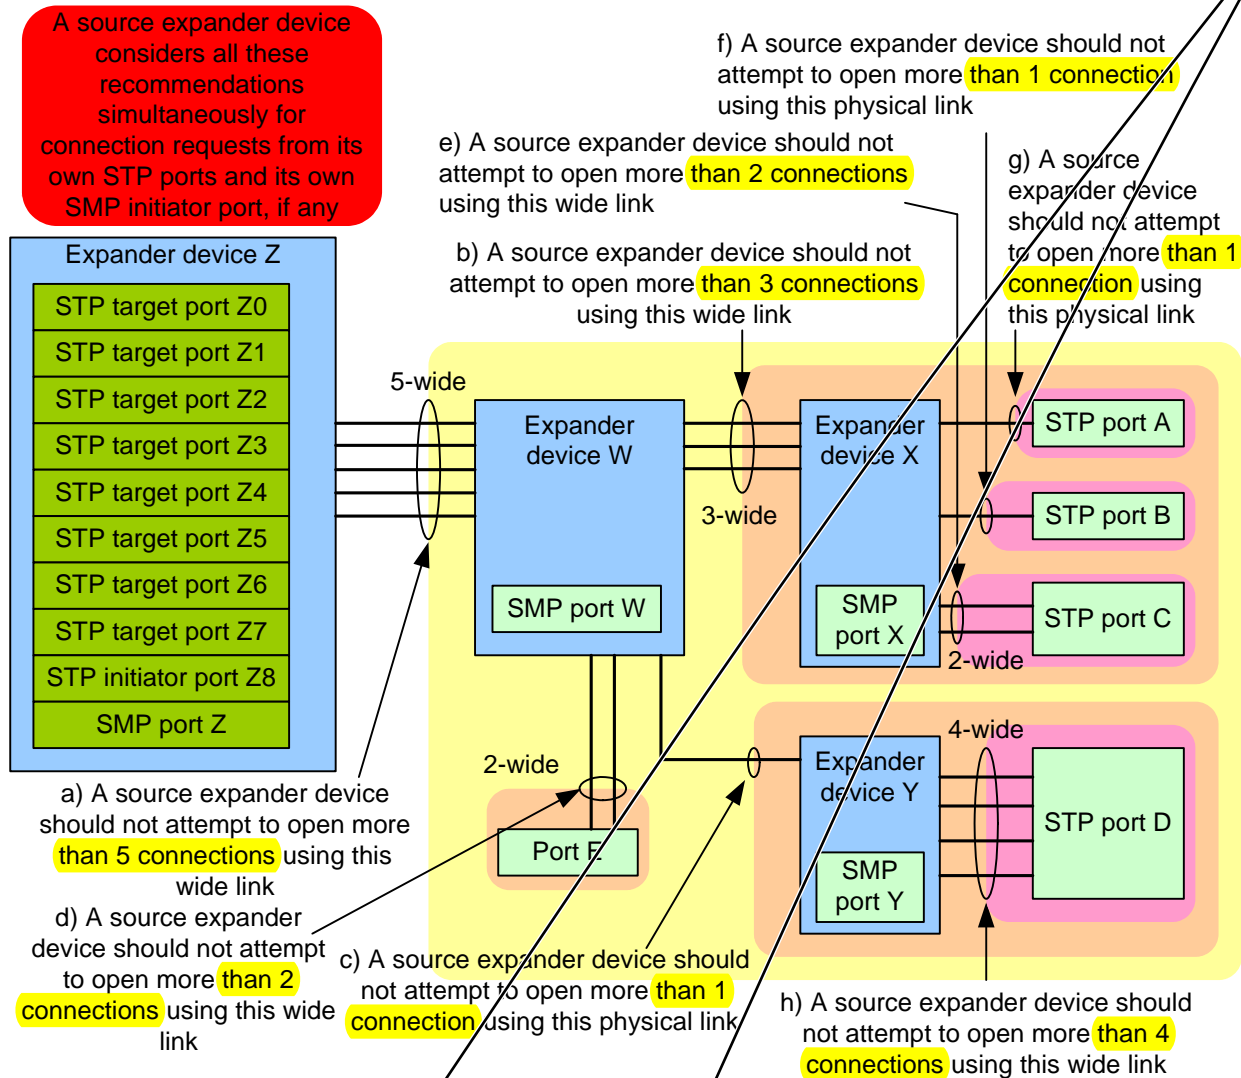 A source expander device
considers all these
recommendations
simultaneously for
connection requests from its
own STP ports and its own
SMP initiator port, if any
f) A source expander device should not
attempt to open more than 1 connection
using this physical link
e) A source expander device should not
attempt to open more than 2 connections
using this wide link
g) A source
expander device
should not attempt
to open more than 1
connection using
this physical link
b) A source expander device should not
attempt to open more than 3 connections
using this wide link
Expander device Z
STP target port Z0
STP target port Z1
STP target port Z2
STP target port Z3
STP target port Z4
STP target port Z5
STP target port Z6
STP target port Z7
STP initiator port Z8
SMP port Z
5-wide
Expander
device W
SMP port W
3-wide
Expander
device X
SMP
port X
STP port A
STP port B
STP port C
2-wide
2-wide
Port E
Expander
device Y
SMP
port Y
4-wide
STP port D
a) A source expander device
should not attempt to open more
than 5 connections using this
wide link
d) A source expander
device should not attempt
to open more than 2
connections using this wide
link
c) A source expander device should
not attempt to open more than 1
connection using this physical link
h) A source expander device should
not attempt to open more than 4
connections using this wide link